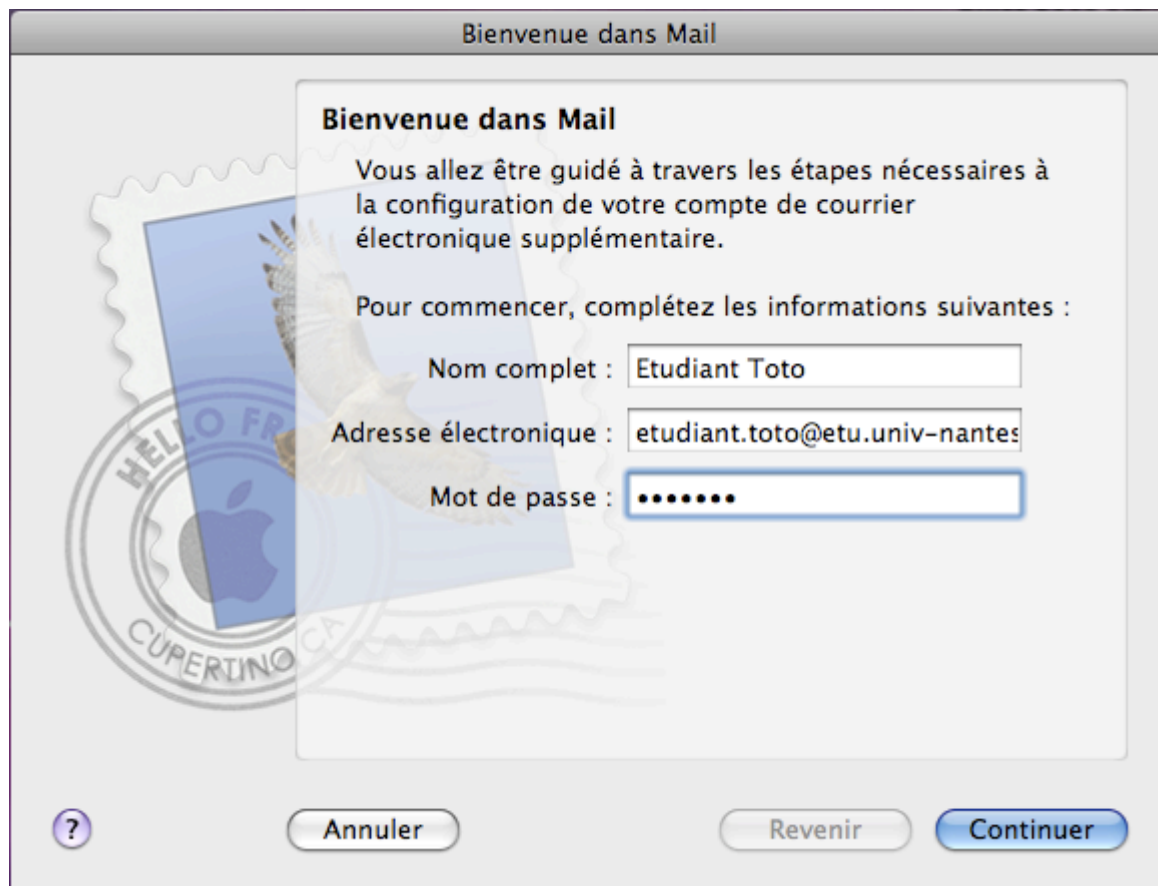 Bienvenue dans Mail
Bienvenue dans Mail
Vous allez être guidé à travers les étapes nécessaires à
la configuration de votre compte de courrier
électronique supplémentaire.
Pour commencer, complétez les informations suivantes :
Nom complet : Etudiant Toto
Adresse électronique : etudiant.toto@etu.univ-nantes
Mot de passe : •••••••
HELLO FR
CUPERTINO CA
? Annuler Revenir Continuer